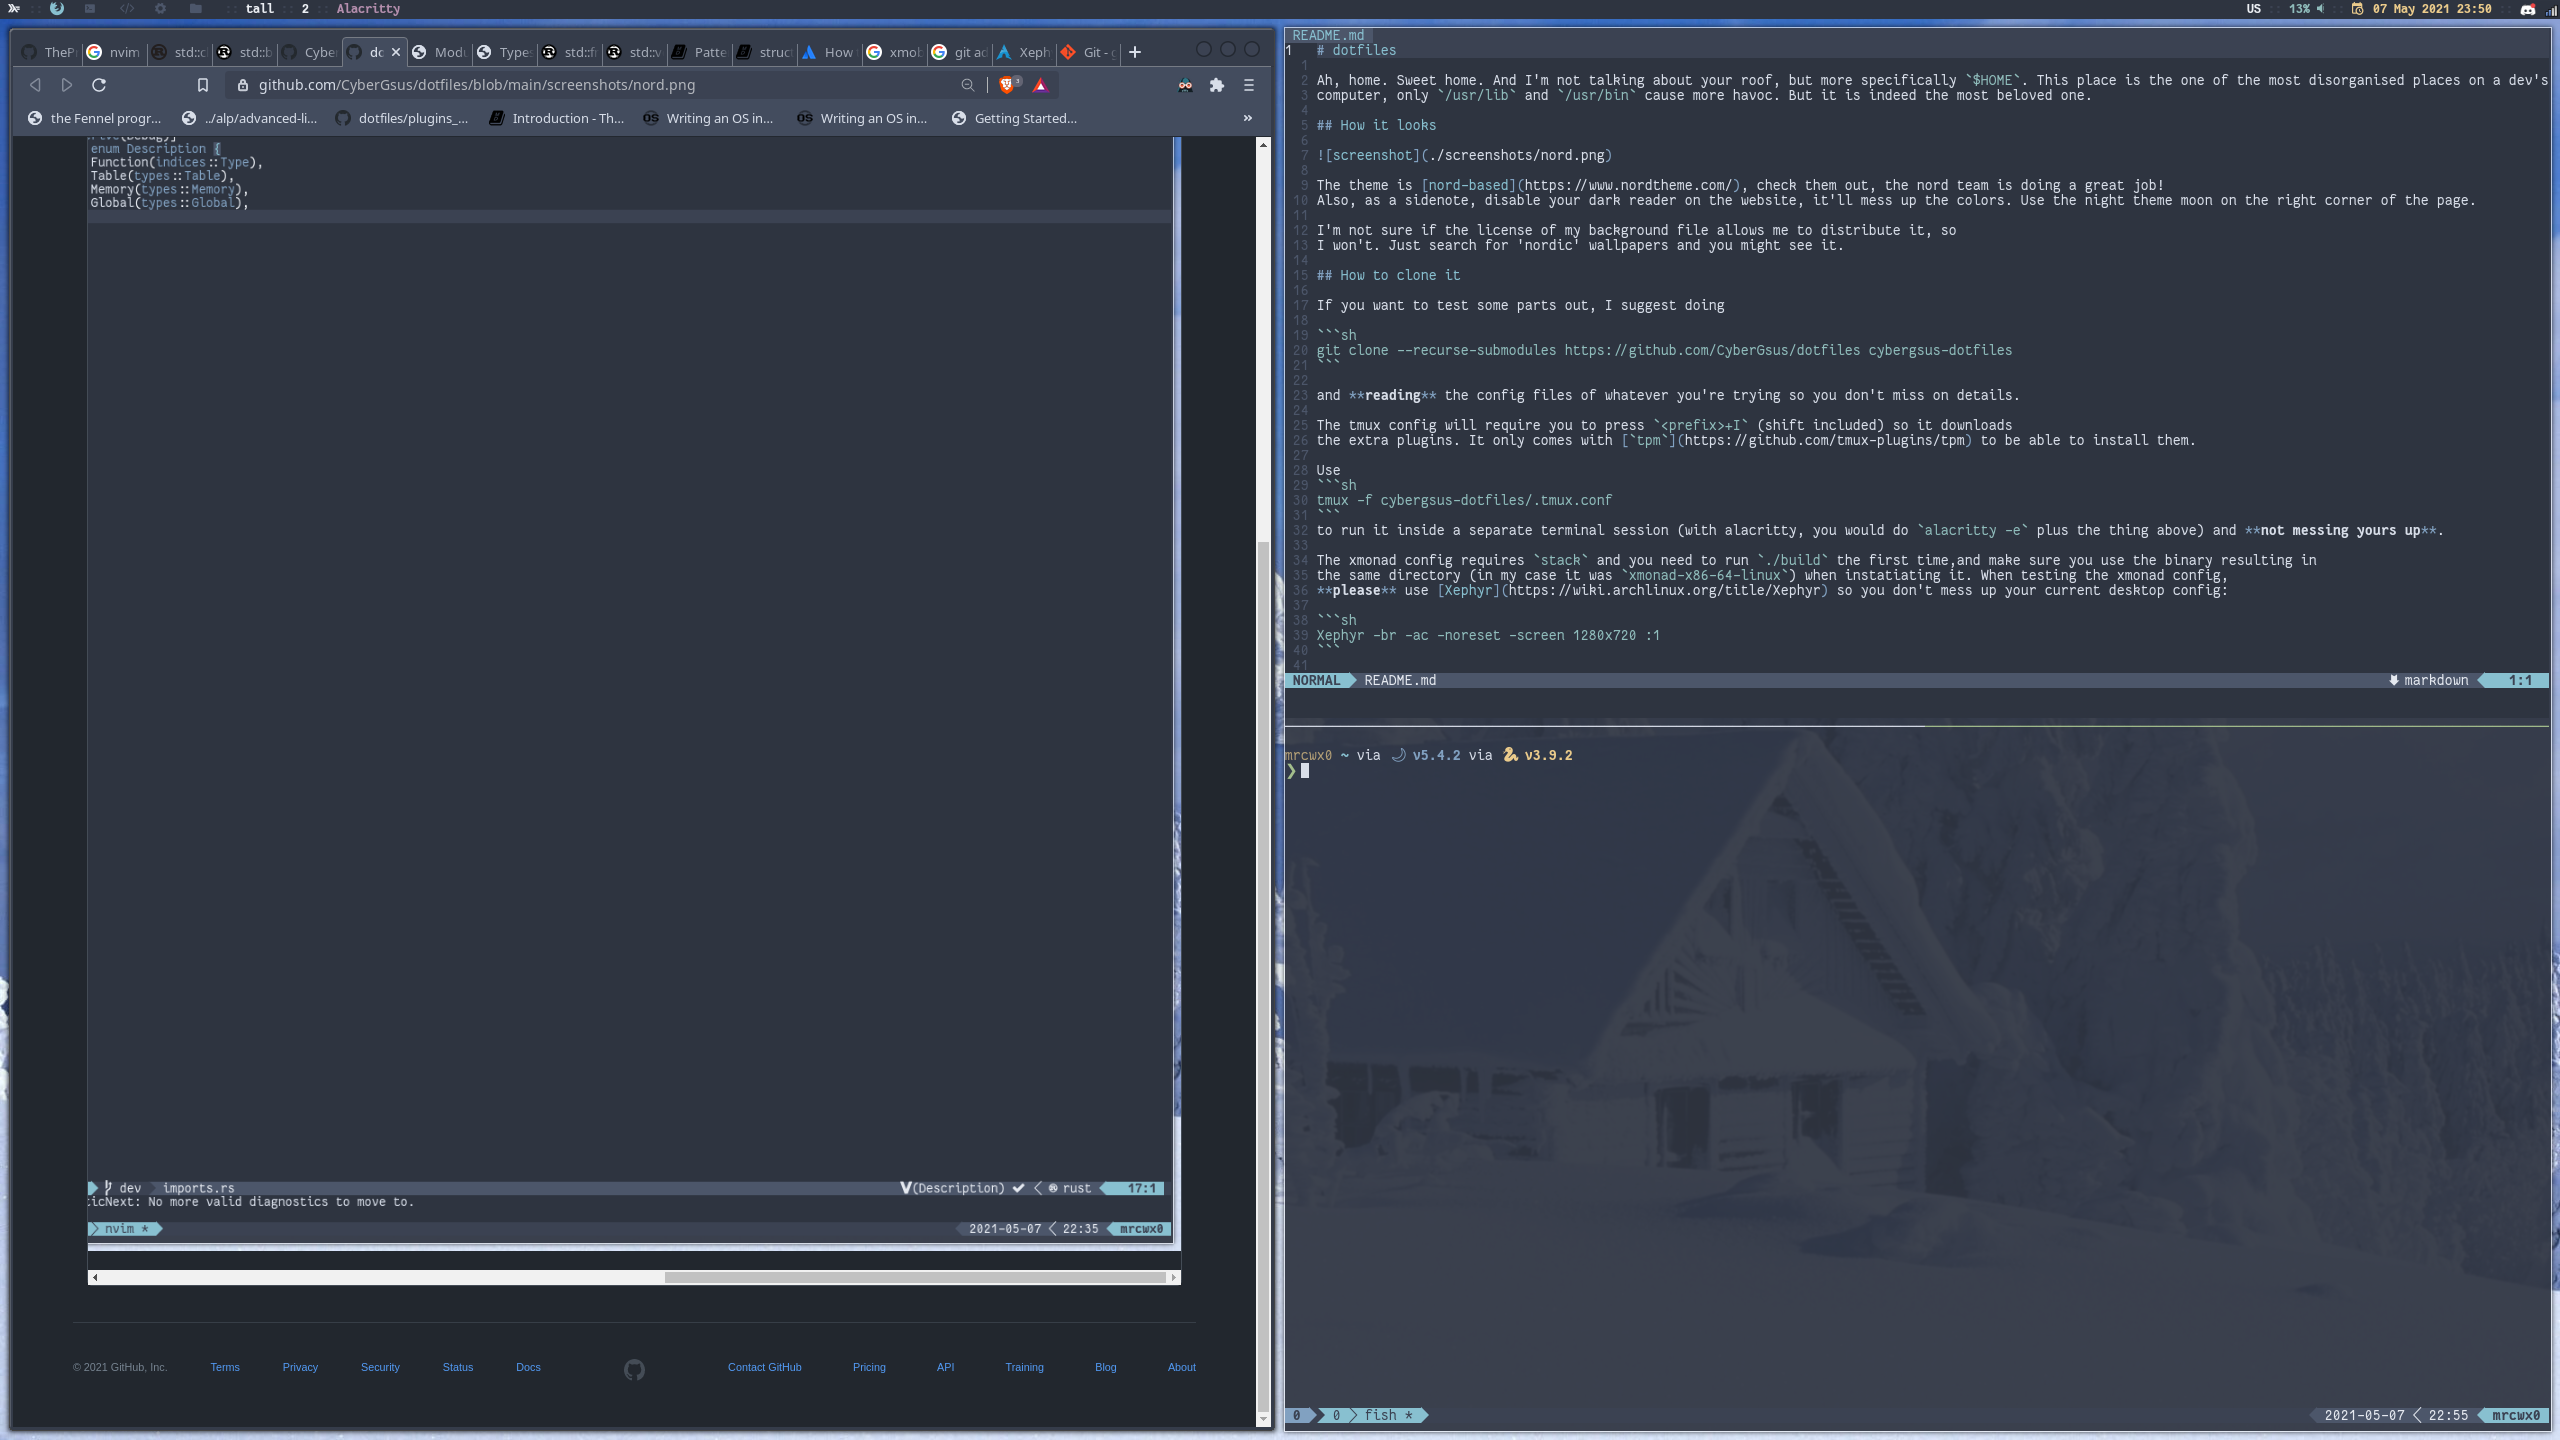 tall :: 2 :: Alacritty
US :: 13% :: 07 May 2021 23:50
nvim
Cyber
do
Modu
Type
Patte
struct
How
xmob
git ad
Xeph
Git - g
github.com/CyberGsus/dotfiles/blob/main/screenshots/nord.png
the Fennel progr...
../alp/advanced-li...
dotfiles/plugins_...
Introduction - Th...
Writing an OS in...
Writing an OS in...
Getting Started...
enum Description {
Function(indices::Type),
Table(types::Table),
Memory(types::Memory),
Global(types::Global),
dev imports.rs
V(Description) ✔ rust 17:1
ticNext: No more valid diagnostics to move to.
nvim *
2021-05-07 22:35 mrcwx0
© 2021 GitHub, Inc. Terms Privacy Security Status Docs Contact GitHub Pricing API Training Blog About
README.md
1 # dotfiles
1
2 Ah, home. Sweet home. And I'm not talking about your roof, but more specifically `$HOME`. This place is the one of the most disorganised places on a dev's
3 computer, only `/usr/lib` and `/usr/bin` cause more havoc. But it is indeed the most beloved one.
4
5 ## How it looks
6
7 ![screenshot](./screenshots/nord.png)
8
9 The theme is [nord-based](https://www.nordtheme.com/), check them out, the nord team is doing a great job!
10 Also, as a sidenote, disable your dark reader on the website, it'll mess up the colors. Use the night theme moon on the right corner of the page.
11
12 I'm not sure if the license of my background file allows me to distribute it, so
13 I won't. Just search for 'nordic' wallpapers and you might see it.
14
15 ## How to clone it
16
17 If you want to test some parts out, I suggest doing
18
19 ```sh
20 git clone --recurse-submodules https://github.com/CyberGsus/dotfiles cybergsus-dotfiles
21 ```
22
23 and **reading** the config files of whatever you're trying so you don't miss on details.
24
25 The tmux config will require you to press `<prefix>+I` (shift included) so it downloads
26 the extra plugins. It only comes with [`tpm`](https://github.com/tmux-plugins/tpm) to be able to install them.
27
28 Use
29 ```sh
30 tmux -f cybergsus-dotfiles/.tmux.conf
31 ```
32 to run it inside a separate terminal session (with alacritty, you would do `alacritty -e` plus the thing above) and **not messing yours up**.
33
34 The xmonad config requires `stack` and you need to run `./build` the first time,and make sure you use the binary resulting in
35 the same directory (in my case it was `xmonad-x86-64-linux`) when instatiating it. When testing the xmonad config,
36 **please** use [Xephyr](https://wiki.archlinux.org/title/Xephyr) so you don't mess up your current desktop config:
37
38 ```sh
39 Xephyr -br -ac -noreset -screen 1280x720 :1
40 ```
41
NORMAL README.md
markdown 1:1
mrcwx0 ~ via 🌙 v5.4.2 via 🐍 v3.9.2
❯
0 0 fish *
2021-05-07 22:55 mrcwx0